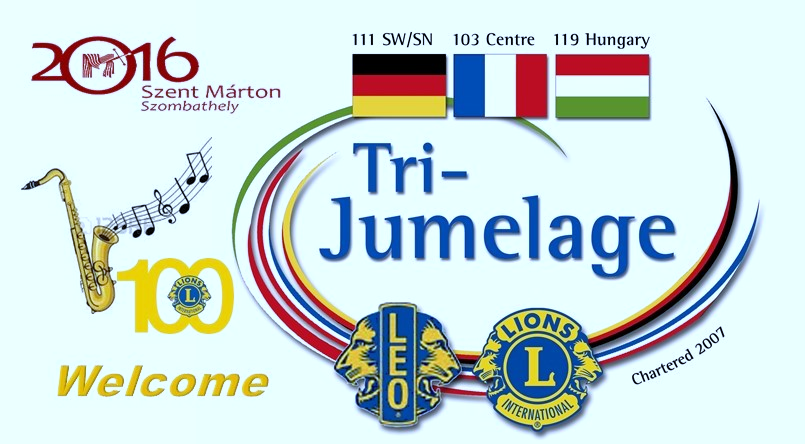 2016
Szent Márton
Szombathely
111 SW/SN 103 Centre 119 Hungary
Tri-
Jumelage
100
L
LIONS
INTERNATIONAL
Welcome
LEO
LIONS
L
INTERNATIONAL
®
Chartered 2007